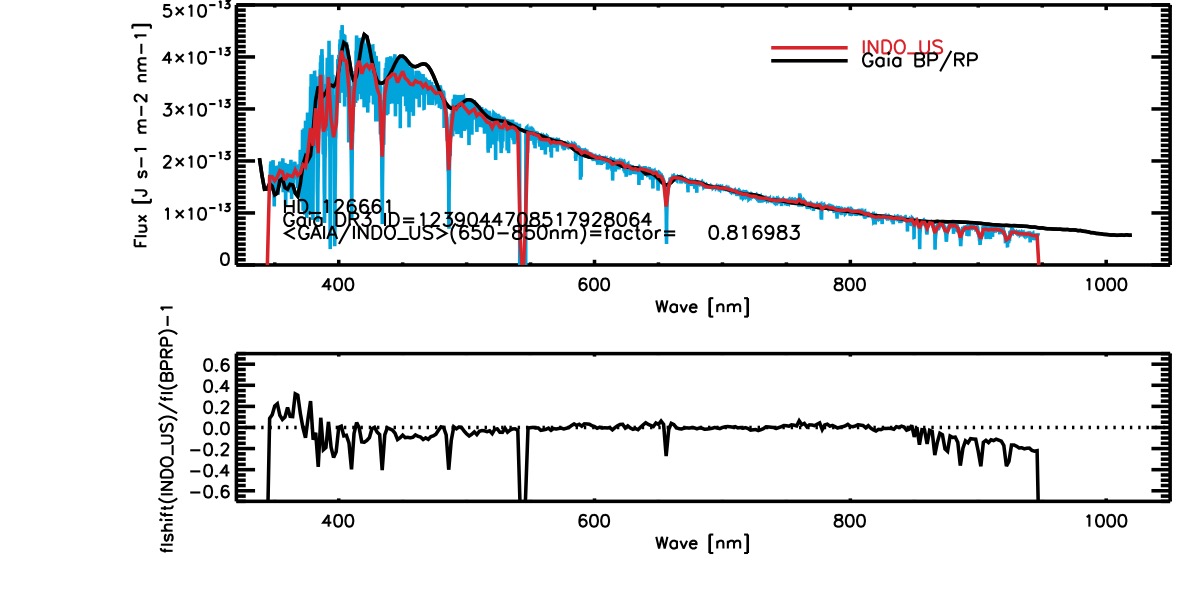 5×10−13
4×10−13
3×10−13
2×10−13
1×10−13
0
Flux [J s−1 m−2 nm−1]
INDO_US
Gaia BP/RP
HD_126661
Gaia DR3 ID=1239044708517928064
<GAIA/INDO_US>(650−850nm)=factor= 0.816983
400 600 800 1000
Wave [nm]
flshift(INDO_US)/fl(BPRP)−1
0.6
0.4
0.2
0.0
−0.2
−0.4
−0.6
400 600 800 1000
Wave [nm]